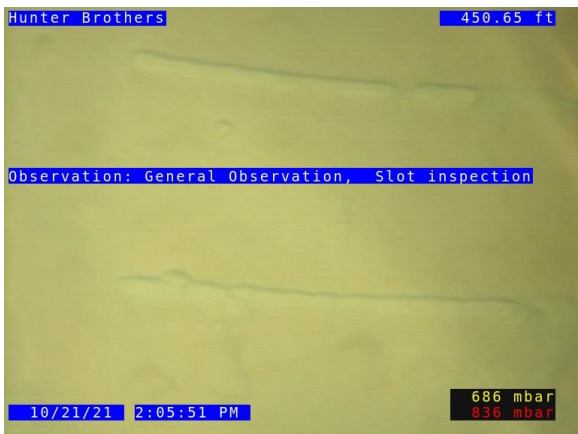 Hunter Brothers
450.65 ft
Observation: General Observation, Slot inspection
686 mbar
836 mbar
10/21/21 2:05:51 PM